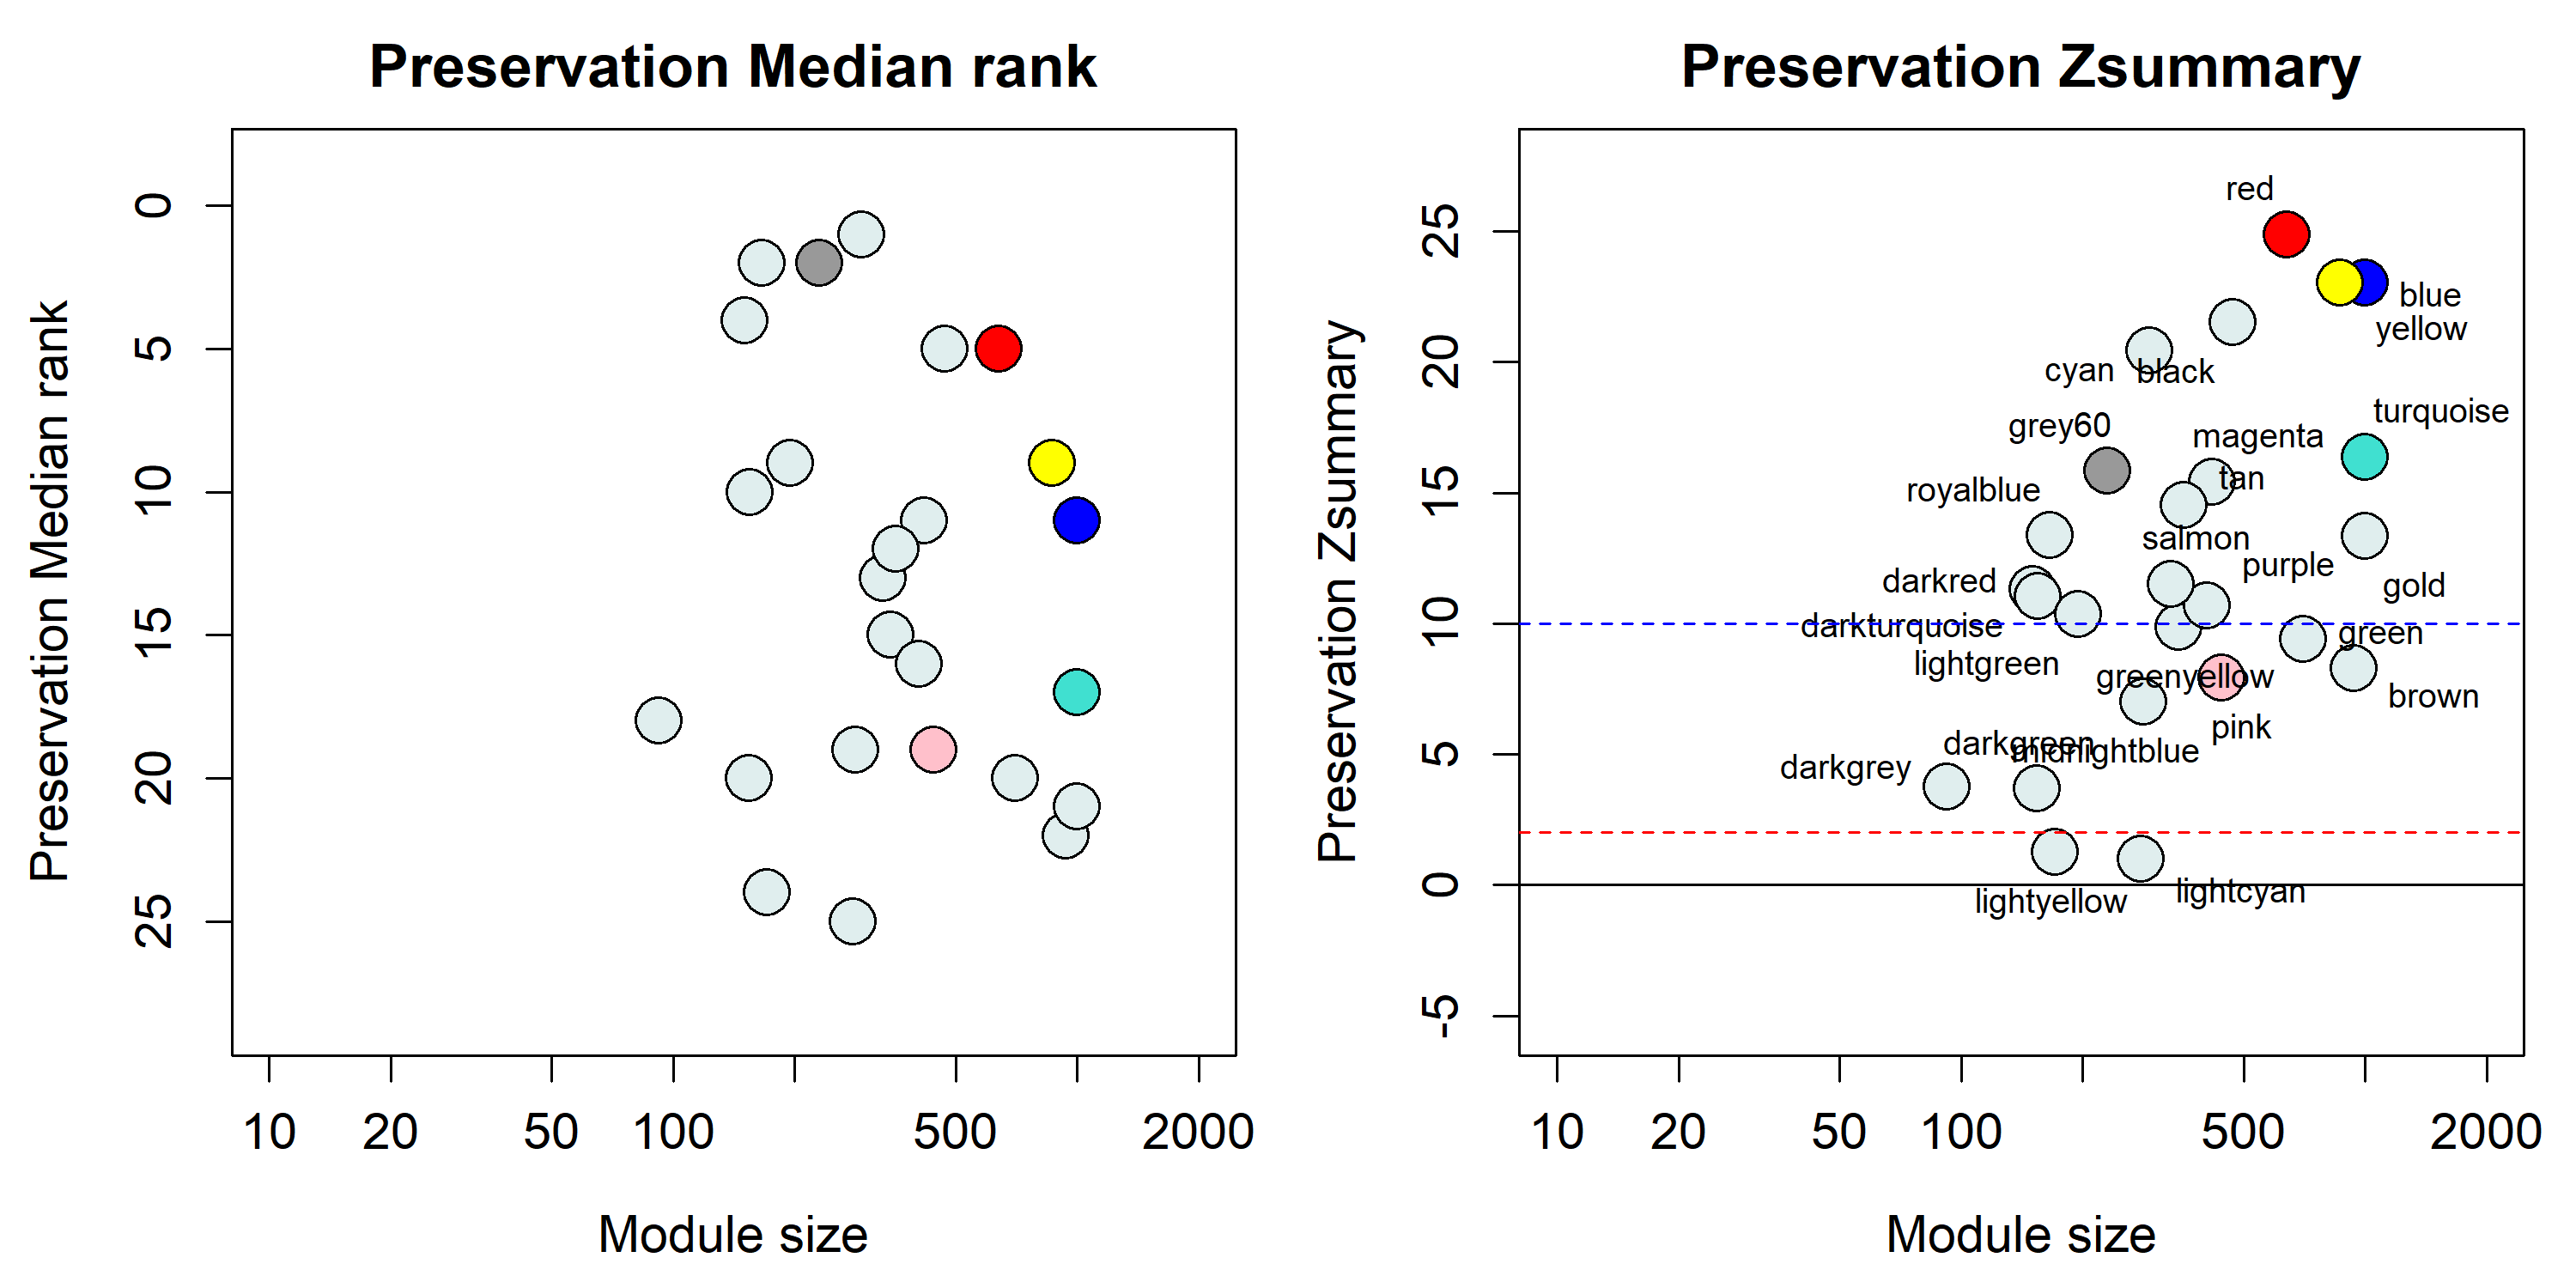 Preservation Median rank
Preservation Median rank
0
5
10
15
20
25
10 20 50 100 500 2000
Module size
Preservation Zsummary
Preservation Zsummary
25
20
15
10
5
0
-5
red
blue
yellow
cyan
black
turquoise
grey60
magenta
tan
royalblue
salmon
purple
gold
darkred
darkturquoise
green
lightgreen
greenyellow
brown
pink
darkgreen
midnightblue
darkgrey
lightyellow
lightcyan
10 20 50 100 500 2000
Module size